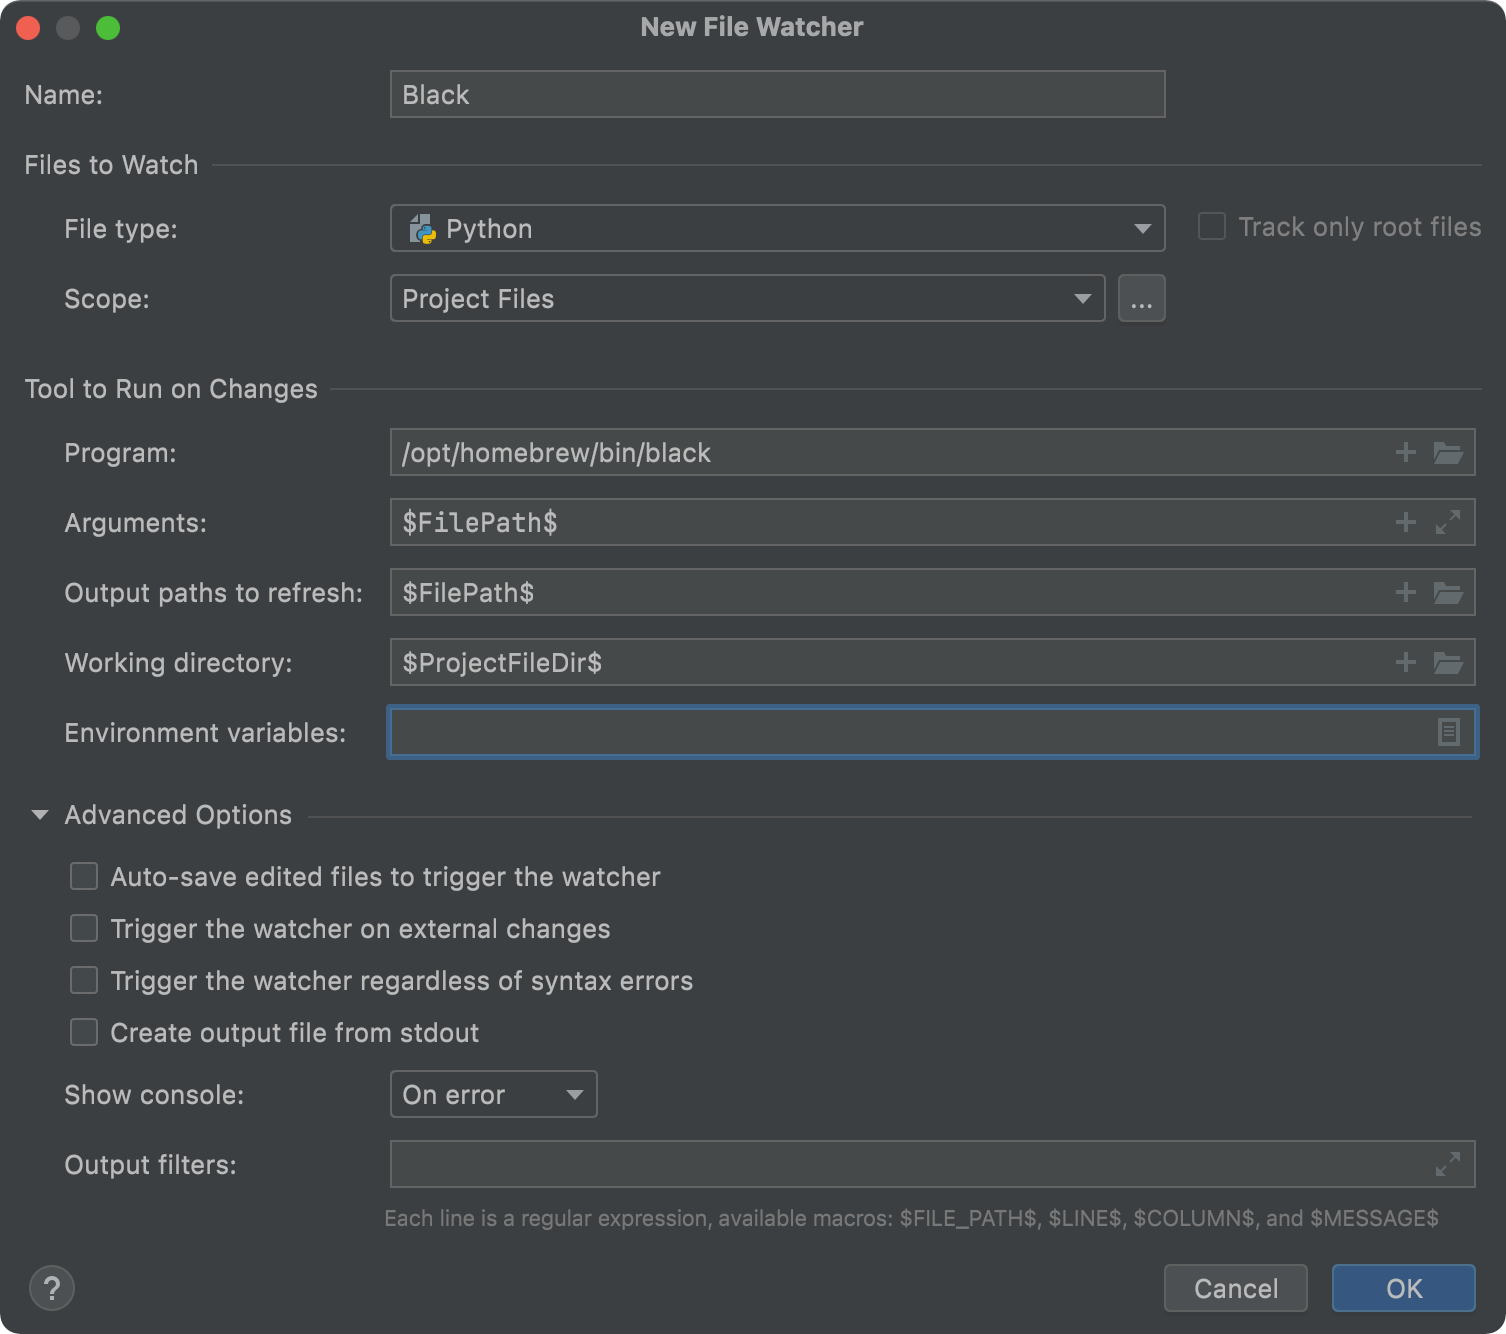 New File Watcher
Name: Black
Files to Watch
File type: Python Track only root files
Scope: Project Files ...
Tool to Run on Changes
Program: /opt/homebrew/bin/black
Arguments: $FilePath$
Output paths to refresh: $FilePath$
Working directory: $ProjectFileDir$
Environment variables:
Advanced Options
Auto-save edited files to trigger the watcher
Trigger the watcher on external changes
Trigger the watcher regardless of syntax errors
Create output file from stdout
Show console: On error
Output filters:
Each line is a regular expression, available macros: $FILE_PATH$, $LINE$, $COLUMN$, and $MESSAGE$
? Cancel OK